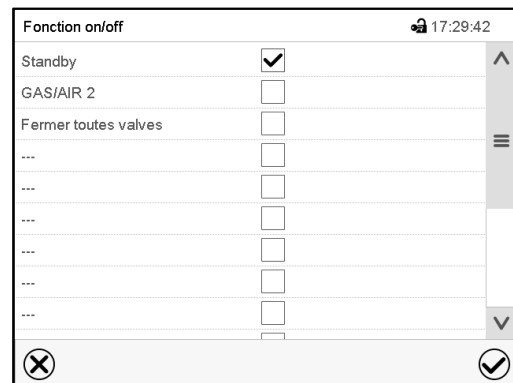 Fonction on/off 17:29:42
Standby
GAS/AIR 2
Fermer toutes valves
---
---
---
---
---
---